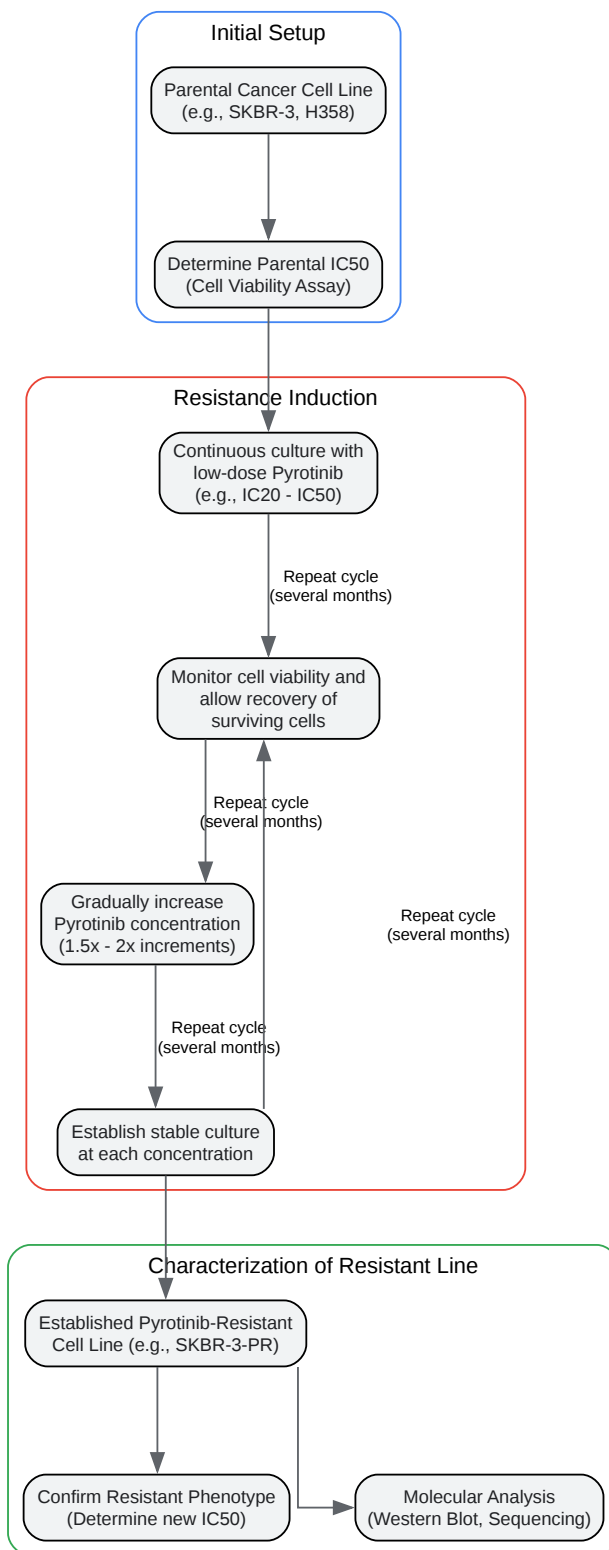 Initial Setup
Parental Cancer Cell Line
(e.g., SKBR-3, H358)
Determine Parental IC50
(Cell Viability Assay)
Resistance Induction
Continuous culture with
low-dose Pyrotinib
(e.g., IC20 - IC50)
Repeat cycle
(several months)
Monitor cell viability and
allow recovery of
surviving cells
Repeat cycle
(several months)
Gradually increase
Pyrotinib concentration
(1.5x - 2x increments)
Repeat cycle
(several months)
Repeat cycle
(several months)
Establish stable culture
at each concentration
Characterization of Resistant Line
Established Pyrotinib-Resistant
Cell Line (e.g., SKBR-3-PR)
Confirm Resistant Phenotype
(Determine new IC50)
Molecular Analysis
(Western Blot, Sequencing)